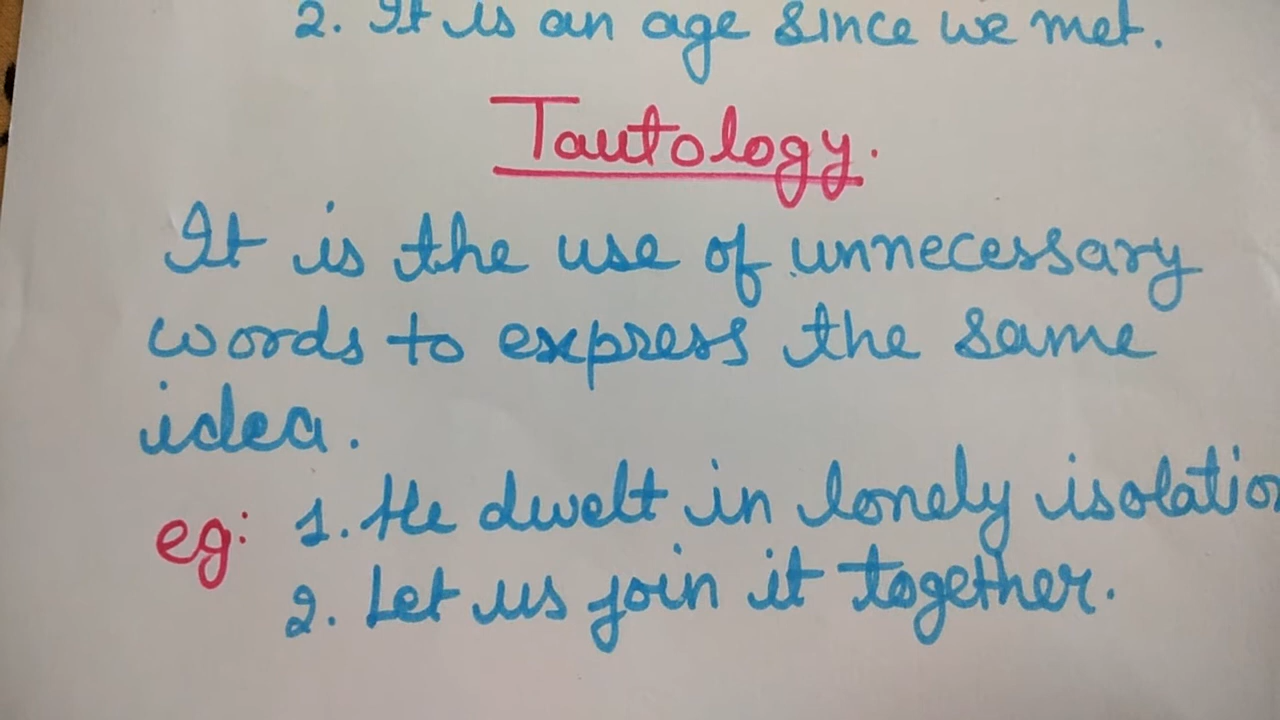 2. It is an age since we met.
Tautology.
It is the use of unnecessary
words to express the same
idea.
eg: 1. He dwelt in lonely isolation
2. Let us join it together.